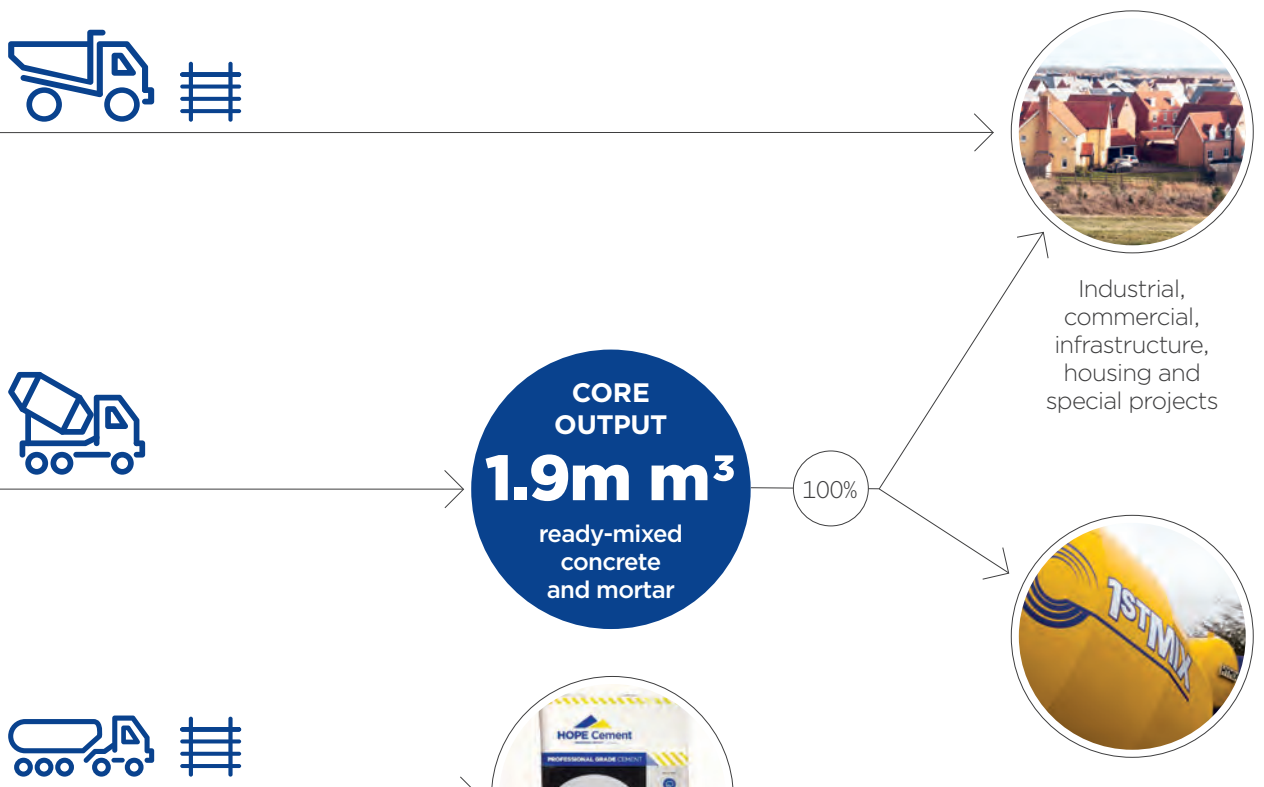 Industrial,
commercial,
infrastructure,
housing and
special projects
CORE
OUTPUT
1.9m m³
ready-mixed
concrete
and mortar
100%
1STMIX
HOPE Cement
PROFESSIONAL GRADE CEMENT